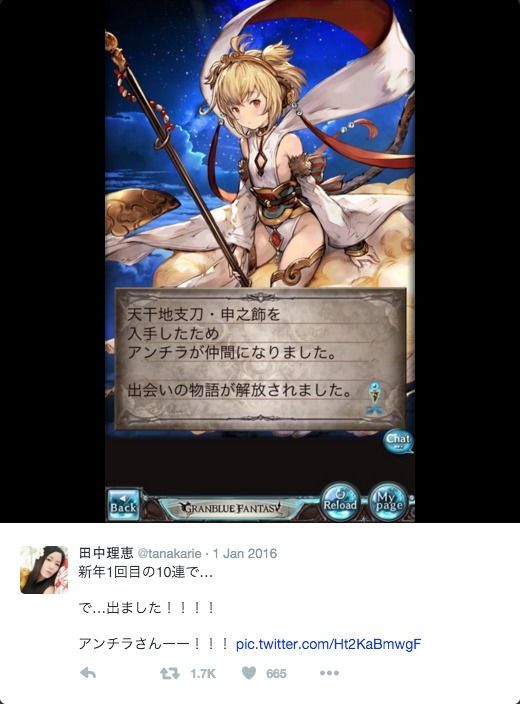 天干地支刀・申之飾を
入手したため
アンチラが仲間になりました。
出会いの物語が解放されました。
Chat
Back
GRANBLUE FANTASY
Reload
My page
田中理恵 @tanakarie · 1 Jan 2016
新年1回目の10連で…
で…出ました！！！！
アンチラさんーー！！！ pic.twitter.com/Ht2KaBmwgF
1.7K 665